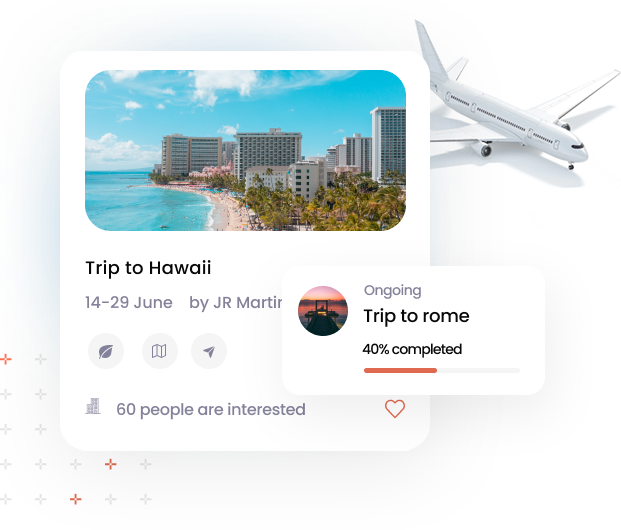 Trip to Hawaii
14-29 June by JR Martin
60 people are interested
Ongoing
Trip to rome
40% completed